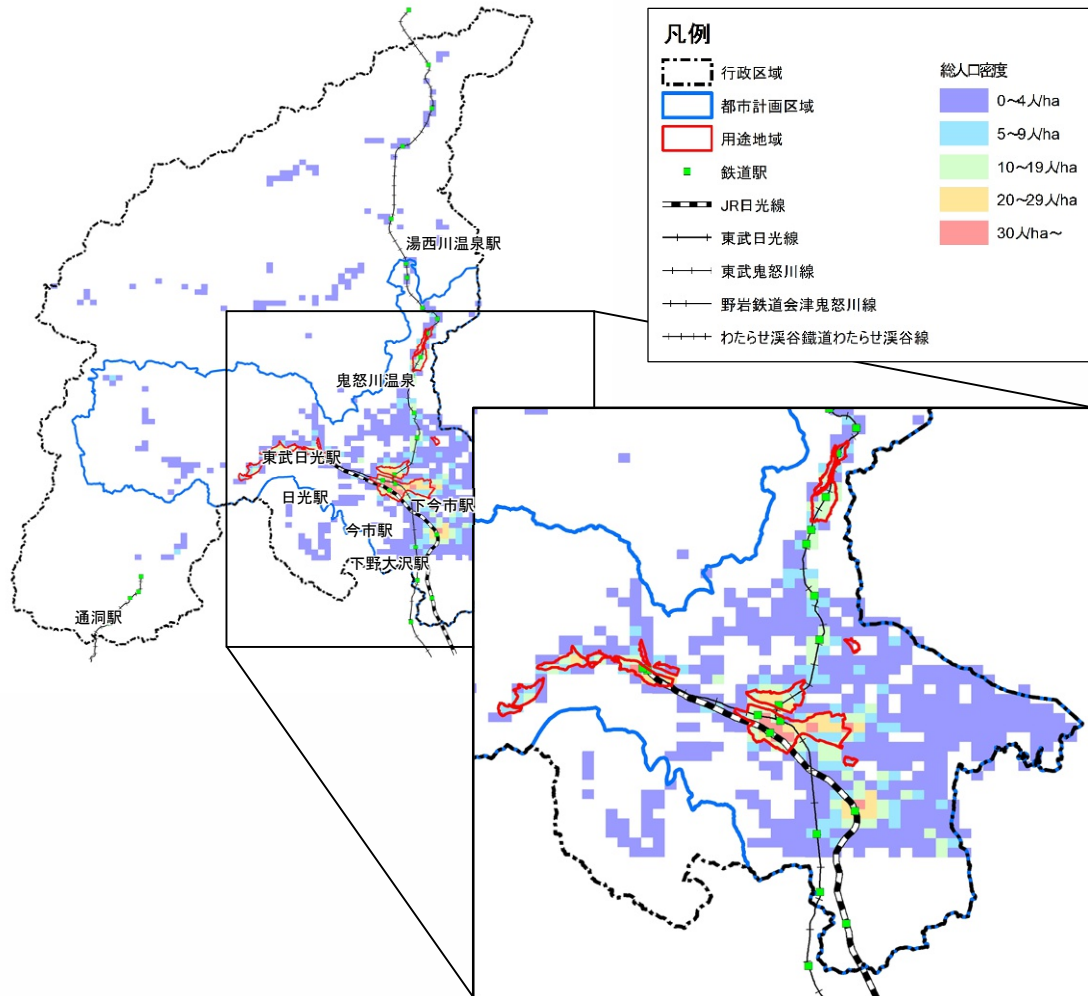 凡例
行政区域
都市計画区域
用途地域
鉄道駅
JR日光線
東武日光線
東武鬼怒川線
野岩鉄道会津鬼怒川線
わたらせ渓谷鐵道わたらせ渓谷線
総人口密度
0~4人/ha
5~9人/ha
10~19人/ha
20~29人/ha
30人/ha~
湯西川温泉駅
鬼怒川温泉
東武日光駅
日光駅
下今市駅
今市駅
下野大沢駅
通洞駅